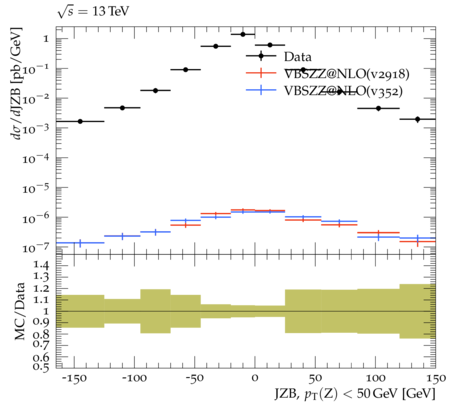 √s = 13 TeV
dσ/dJZB [pb/GeV]
1
10⁻¹
10⁻²
10⁻³
10⁻⁴
10⁻⁵
10⁻⁶
10⁻⁷
Data
VBSZZ@NLO(v2918)
VBSZZ@NLO(v352)
MC/Data
1.4
1.3
1.2
1.1
1
0.9
0.8
0.7
0.6
0.5
-150 -100 -50 0 50 100 150
JZB, pT(Z) < 50 GeV [GeV]